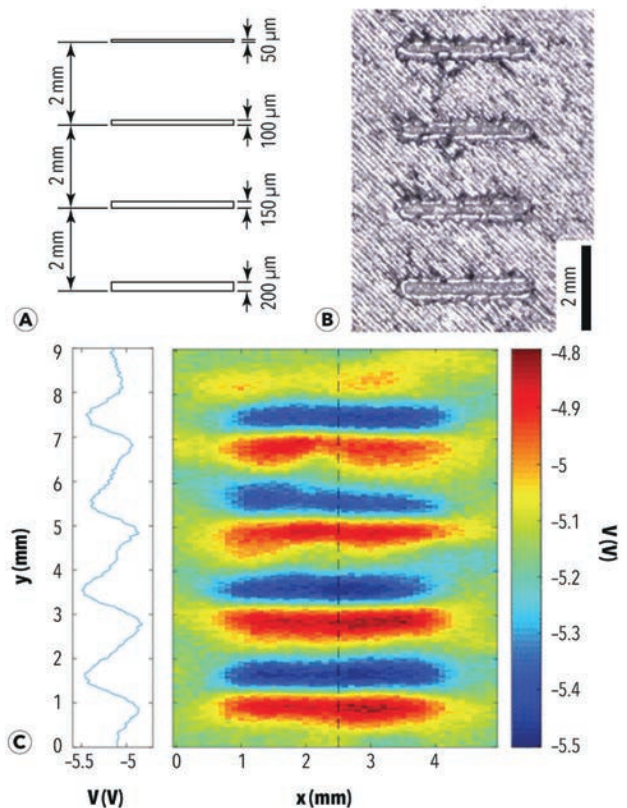 50 µm
2 mm
100 µm
2 mm
150 µm
2 mm
200 µm
A
B
2 mm
C
9
8
7
6
5
4
3
2
1
0
y (mm)
-5.5 -5
V (V)
0 1 2 3 4
x (mm)
-4.8
-4.9
-5
-5.1
-5.2
-5.3
-5.4
-5.5
V (V)